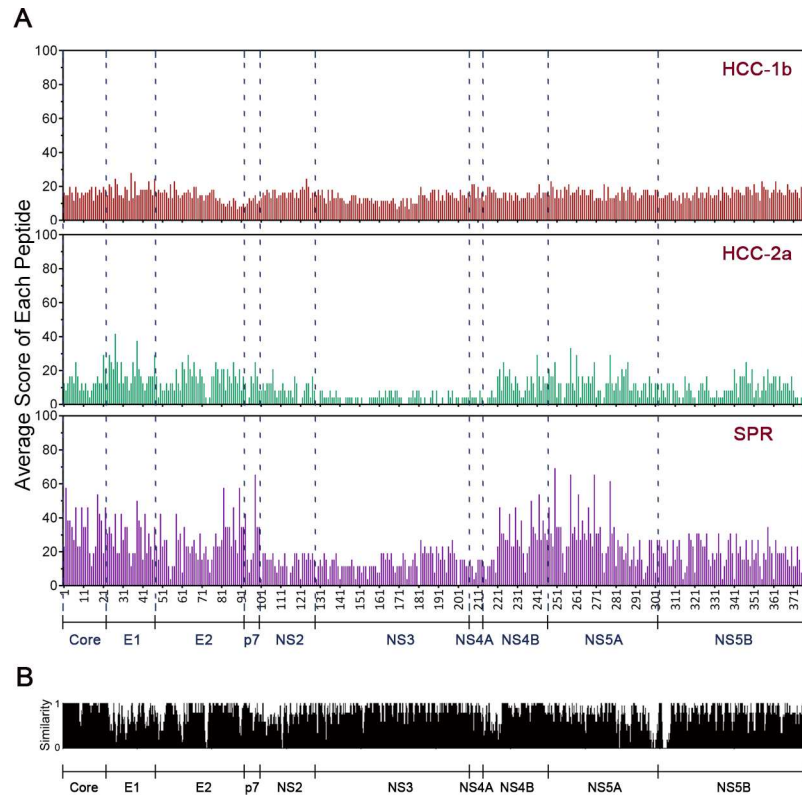 A
Average Score of Each Peptide
100
80
60
40
20
0
HCC-1b
100
80
60
40
20
0
HCC-2a
100
80
60
40
20
0
SPR
1 11 21 31 41 51 61 71 81 91 101 111 121 131 141 151 161 171 181 191 201 211 221 231 241 251 261 271 281 291 301 311 321 331 341 351 361 371
Core E1 E2 p7 NS2 NS3 NS4A NS4B NS5A NS5B
B
Similarity
1
0
Core E1 E2 p7 NS2 NS3 NS4A NS4B NS5A NS5B